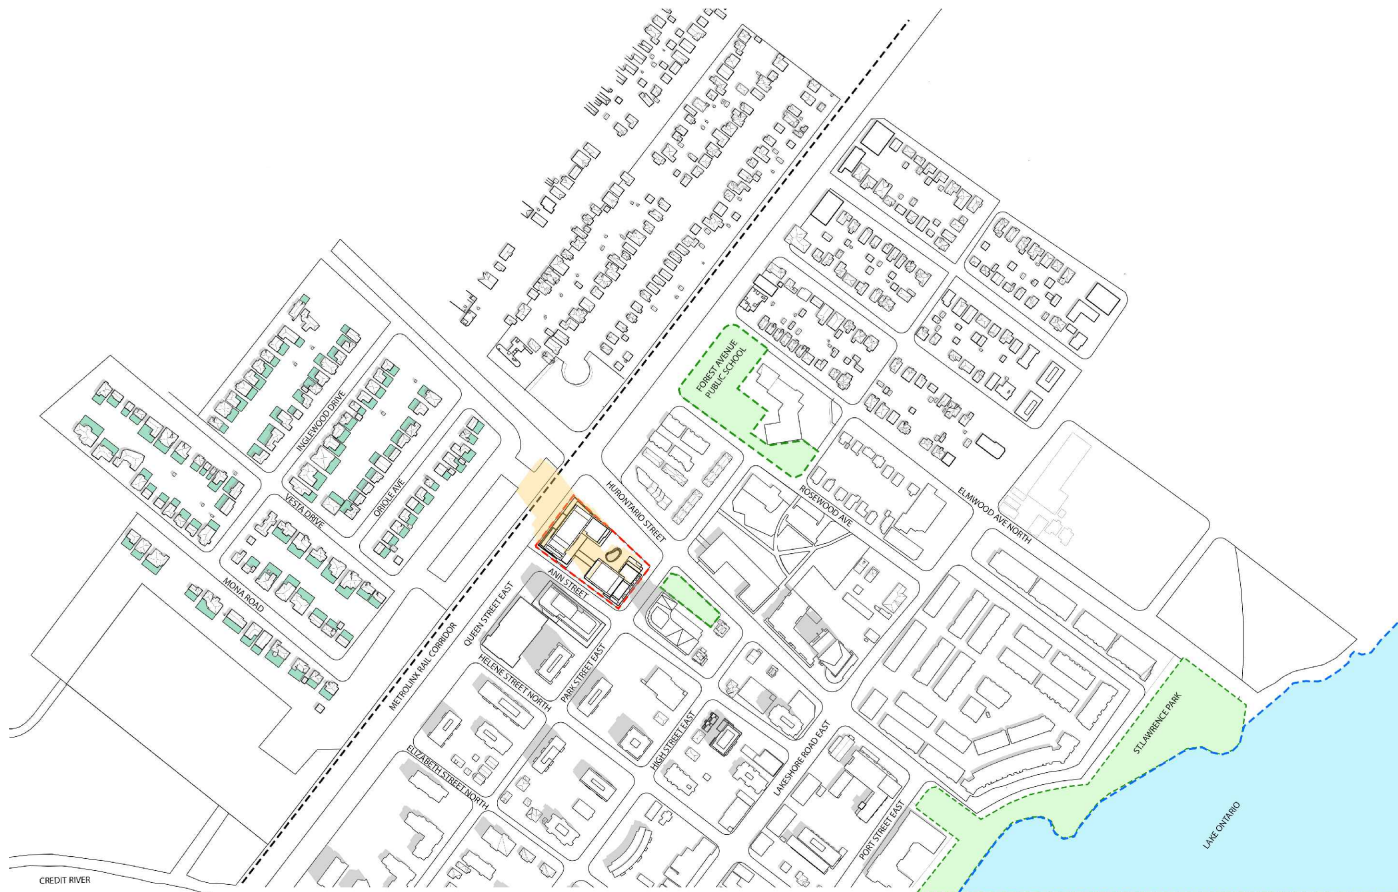 FOREST AVENUE
PUBLIC SCHOOL
INGLEWOOD DRIVE
ORIOLE AVE
VESTA DRIVE
HURONTARIO STREET
ROSEWOOD AVE
ELMWOOD AVE NORTH
MONA ROAD
ANN STREET
QUEEN STREET EAST
METROLINX RAIL CORRIDOR
HELENE STREET NORTH
PARK STREET EAST
HIGH STREET EAST
ELIZABETH STREET NORTH
LAKESHORE ROAD EAST
PORT STREET EAST
ST.LAWRENCE PARK
LAKE ONTARIO
CREDIT RIVER